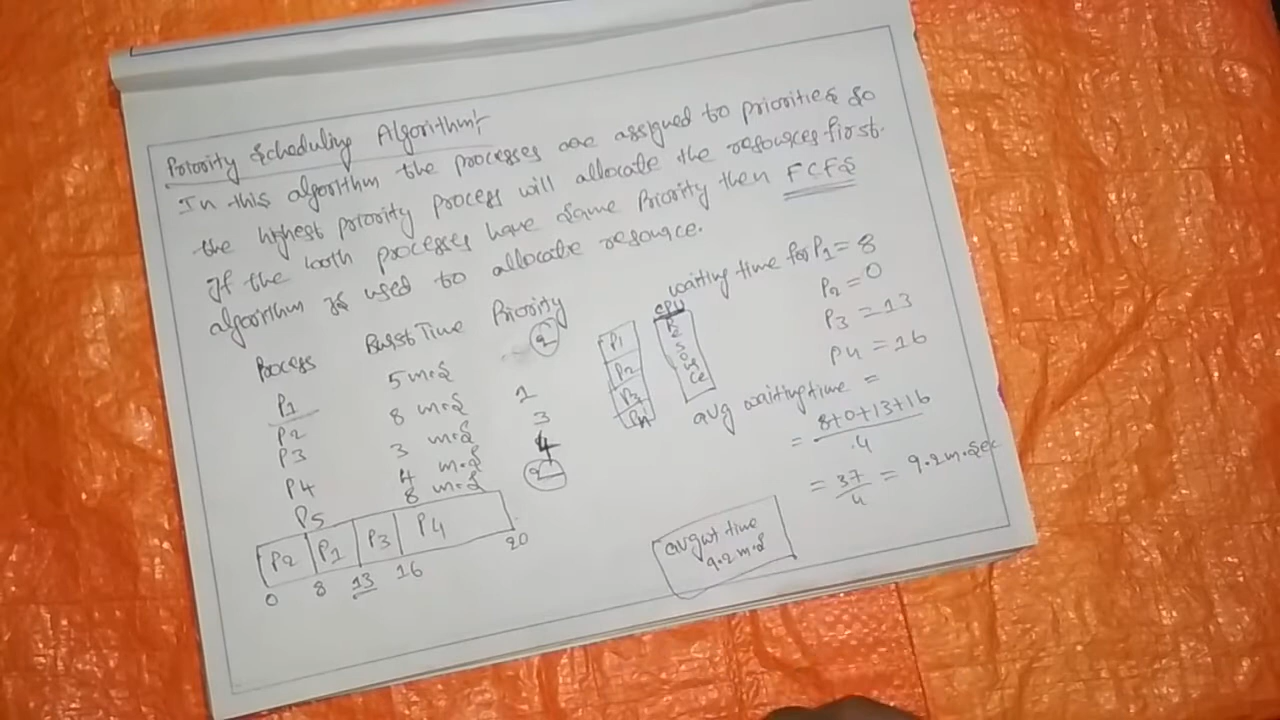 Priority Scheduling Algorithm:-
In this algorithm the processes are assigned to priorities so
the highest priority process will allocate the resources first.
If the both processes have same Priority then FCFS
algorithm is used to allocate resource.
Process Burst Time Priority
P1 5 m.s 2
P2 8 m.s 1
P3 3 m.s 3
P4 4 m.s 4
P5 8 m.s 2
P2 P1 P3 P4
0 8 13 16 20
P1
P2
P3
P4
CPU
Re
s
o
ur
ce
waiting time for P1 = 8
P2 = 0
P3 = 13
P4 = 16
avg waiting time =
= 8+0+13+16
4
= 37/4 = 9.2 m.sec
avg wt time
9.2 m.s